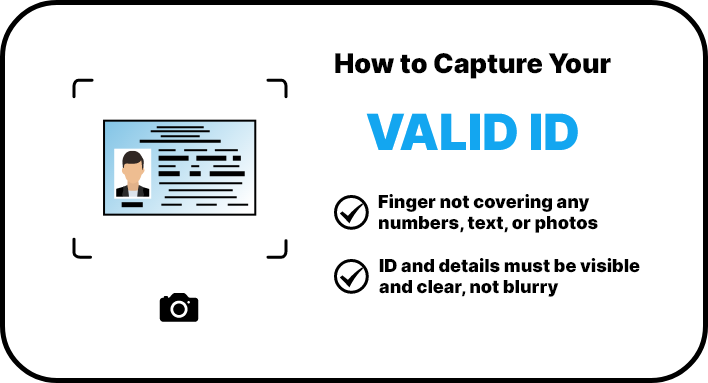 How to Capture Your
VALID ID
Finger not covering any
numbers, text, or photos
ID and details must be visible
and clear, not blurry